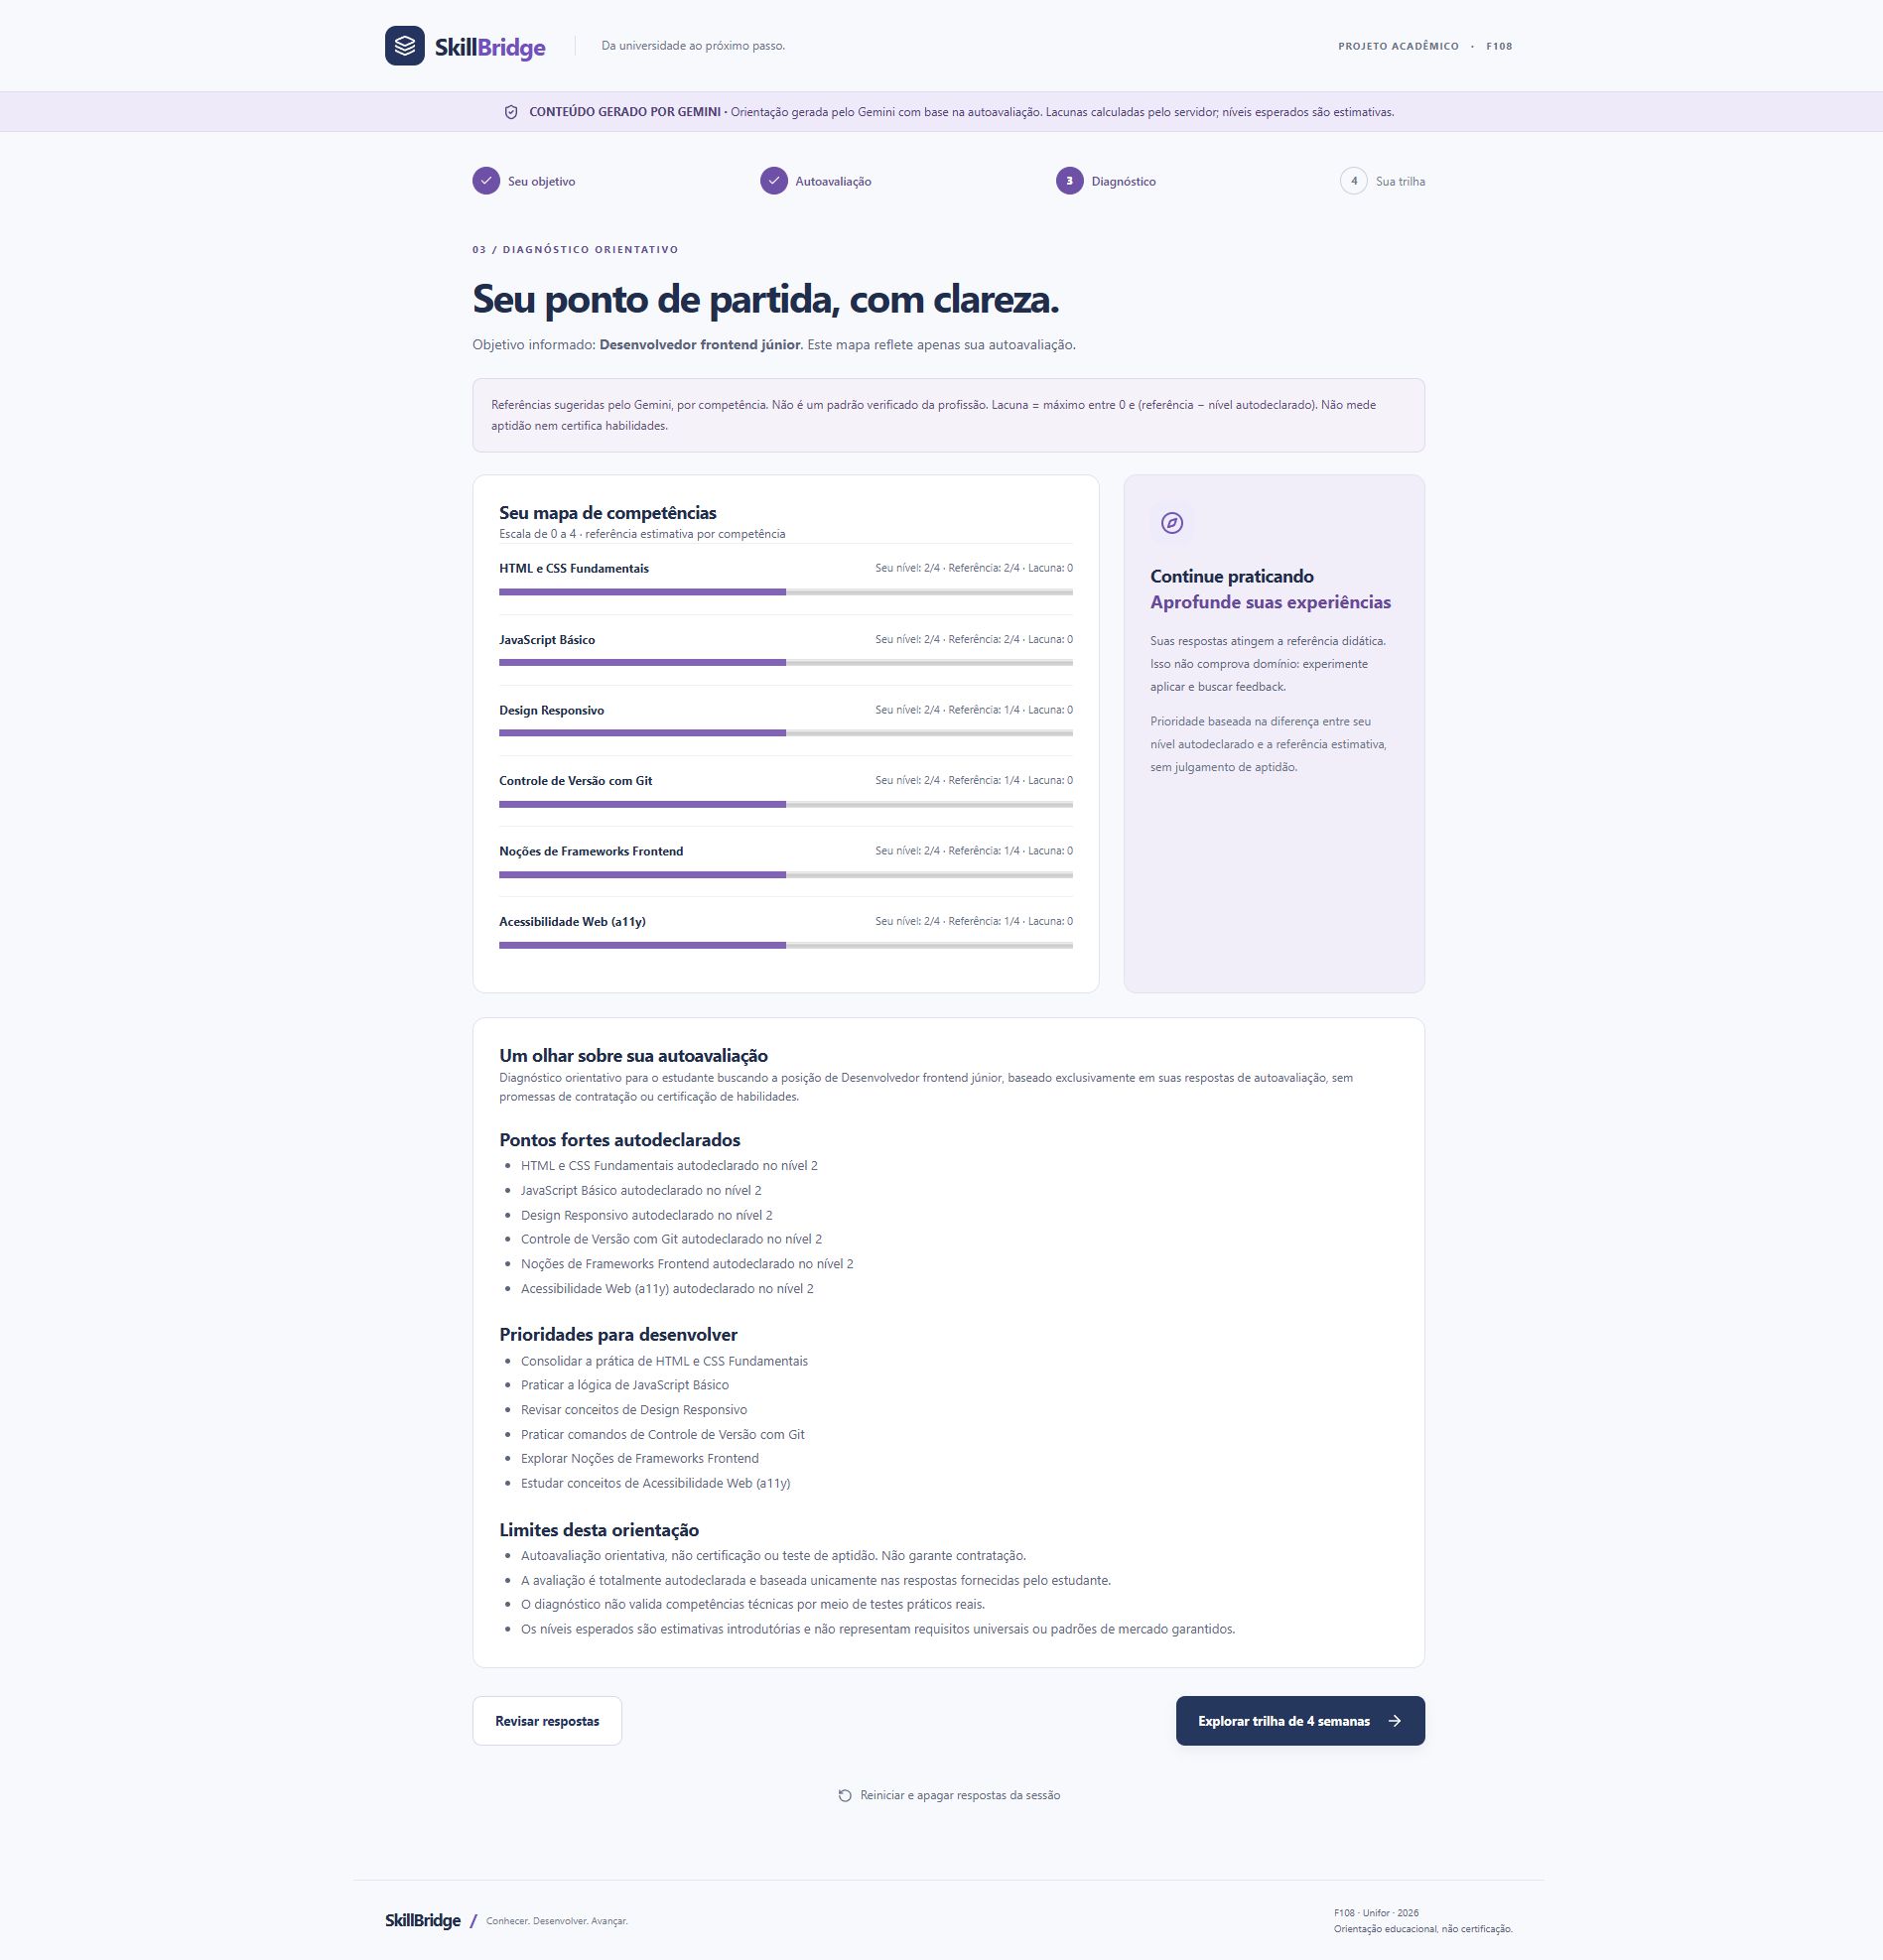 SkillBridge
Da universidade ao próximo passo.
PROJETO ACADÊMICO · F108
CONTEÚDO GERADO POR GEMINI · Orientação gerada pelo Gemini com base na autoavaliação. Lacunas calculadas pelo servidor; níveis esperados são estimativas.
Seu objetivo
Autoavaliação
3 Diagnóstico
4 Sua trilha
03 / DIAGNÓSTICO ORIENTATIVO
Seu ponto de partida, com clareza.
Objetivo informado: Desenvolvedor frontend júnior. Este mapa reflete apenas sua autoavaliação.
Referências sugeridas pelo Gemini, por competência. Não é um padrão verificado da profissão. Lacuna = máximo entre 0 e (referência − nível autodeclarado). Não mede
aptidão nem certifica habilidades.
Seu mapa de competências
Escala de 0 a 4 · referência estimativa por competência
HTML e CSS Fundamentais
Seu nível: 2/4 · Referência: 2/4 · Lacuna: 0
JavaScript Básico
Seu nível: 2/4 · Referência: 2/4 · Lacuna: 0
Design Responsivo
Seu nível: 2/4 · Referência: 1/4 · Lacuna: 0
Controle de Versão com Git
Seu nível: 2/4 · Referência: 1/4 · Lacuna: 0
Noções de Frameworks Frontend
Seu nível: 2/4 · Referência: 1/4 · Lacuna: 0
Acessibilidade Web (a11y)
Seu nível: 2/4 · Referência: 1/4 · Lacuna: 0
Continue praticando
Aprofunde suas experiências
Suas respostas atingem a referência didática.
Isso não comprova domínio: experimente
aplicar e buscar feedback.
Prioridade baseada na diferença entre seu
nível autodeclarado e a referência estimativa,
sem julgamento de aptidão.
Um olhar sobre sua autoavaliação
Diagnóstico orientativo para o estudante buscando a posição de Desenvolvedor frontend júnior, baseado exclusivamente em suas respostas de autoavaliação, sem
promessas de contratação ou certificação de habilidades.
Pontos fortes autodeclarados
• HTML e CSS Fundamentais autodeclarado no nível 2
• JavaScript Básico autodeclarado no nível 2
• Design Responsivo autodeclarado no nível 2
• Controle de Versão com Git autodeclarado no nível 2
• Noções de Frameworks Frontend autodeclarado no nível 2
• Acessibilidade Web (a11y) autodeclarado no nível 2
Prioridades para desenvolver
• Consolidar a prática de HTML e CSS Fundamentais
• Praticar a lógica de JavaScript Básico
• Revisar conceitos de Design Responsivo
• Praticar comandos de Controle de Versão com Git
• Explorar Noções de Frameworks Frontend
• Estudar conceitos de Acessibilidade Web (a11y)
Limites desta orientação
• Autoavaliação orientativa, não certificação ou teste de aptidão. Não garante contratação.
• A avaliação é totalmente autodeclarada e baseada unicamente nas respostas fornecidas pelo estudante.
• O diagnóstico não valida competências técnicas por meio de testes práticos reais.
• Os níveis esperados são estimativas introdutórias e não representam requisitos universais ou padrões de mercado garantidos.
Revisar respostas
Explorar trilha de 4 semanas
Reiniciar e apagar respostas da sessão
SkillBridge / Conhecer. Desenvolver. Avançar.
F108 · Unifor · 2026
Orientação educacional, não certificação.